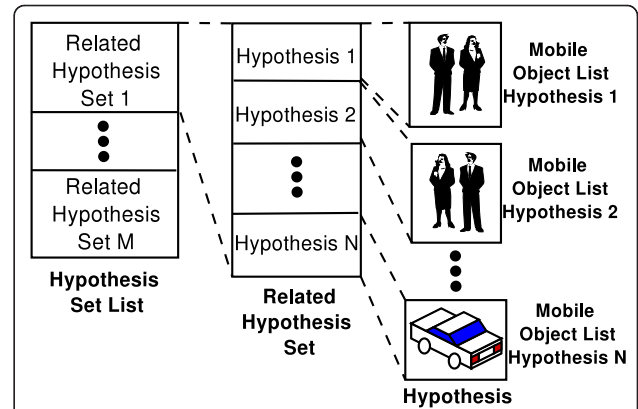 Related
Hypothesis
Set 1
Related
Hypothesis
Set M
Hypothesis
Set List
Hypothesis 1
Hypothesis 2
Hypothesis N
Related
Hypothesis
Set
Mobile
Object List
Hypothesis 1
Mobile
Object List
Hypothesis 2
Mobile
Object List
Hypothesis N
Hypothesis